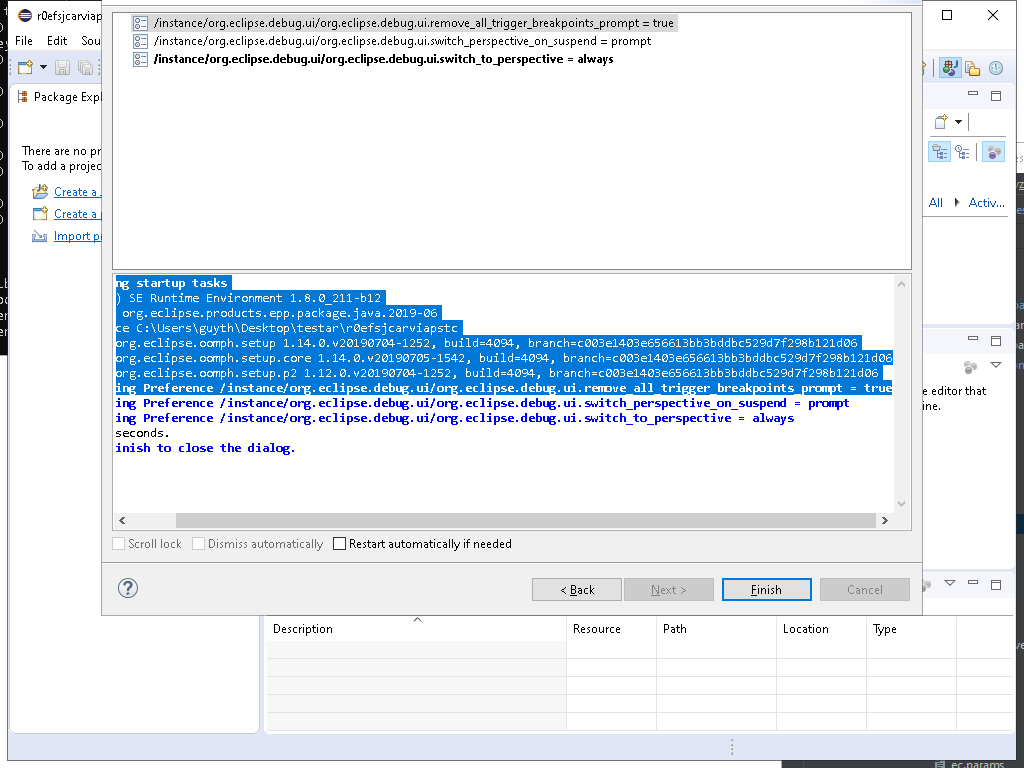 r0efsjcarviap
File Edit Sou
Package Expl
There are no pr
To add a projec
Create a
Create a
Import p
/instance/org.eclipse.debug.ui/org.eclipse.debug.ui.remove_all_trigger_breakpoints_prompt = true
/instance/org.eclipse.debug.ui/org.eclipse.debug.ui.switch_perspective_on_suspend = prompt
/instance/org.eclipse.debug.ui/org.eclipse.debug.ui.switch_to_perspective = always
ng startup tasks
) SE Runtime Environment 1.8.0_211-b12
org.eclipse.products.epp.package.java.2019-06
ce C:\Users\guyth\Desktop\testar\r0efsjcarviapstc
org.eclipse.oomph.setup 1.14.0.v20190704-1252, build=4094, branch=c003e1403e656613bb3bddbc529d7f298b121d06
org.eclipse.oomph.setup.core 1.14.0.v20190705-1542, build=4094, branch=c003e1403e656613bb3bddbc529d7f298b121d06
org.eclipse.oomph.setup.p2 1.12.0.v20190704-1252, build=4094, branch=c003e1403e656613bb3bddbc529d7f298b121d06
ing Preference /instance/org.eclipse.debug.ui/org.eclipse.debug.ui.remove_all_trigger_breakpoints_prompt = true
ing Preference /instance/org.eclipse.debug.ui/org.eclipse.debug.ui.switch_perspective_on_suspend = prompt
ing Preference /instance/org.eclipse.debug.ui/org.eclipse.debug.ui.switch_to_perspective = always
seconds.
inish to close the dialog.
Scroll lock Dismiss automatically Restart automatically if needed
? < Back Next > Finish Cancel
All Activ...
e editor that
ine.
Description Resource Path Location Type
ec.params